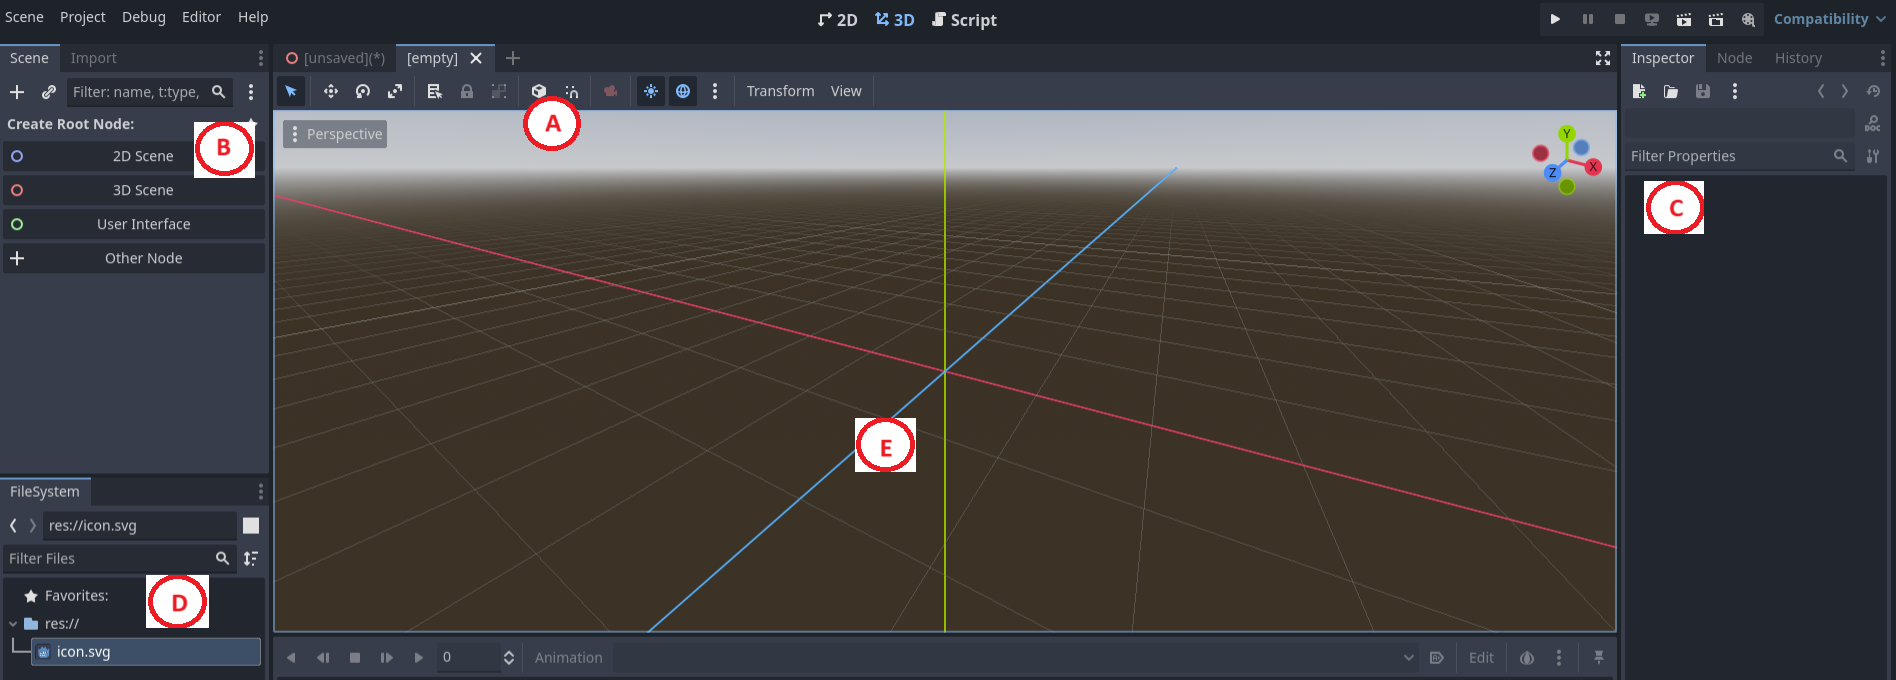 Scene Project Debug Editor Help
2D 3D Script
Compatibility
Scene Import
Filter: name, t:type,
Create Root Node:
2D Scene
B
3D Scene
User Interface
Other Node
FileSystem
res://icon.svg
Filter Files
Favorites:
D
res://
icon.svg
[unsaved](*) [empty]
Transform View
A
Perspective
Y
X
Z
E
0 Animation Edit
Inspector Node History
DOC
Filter Properties
C